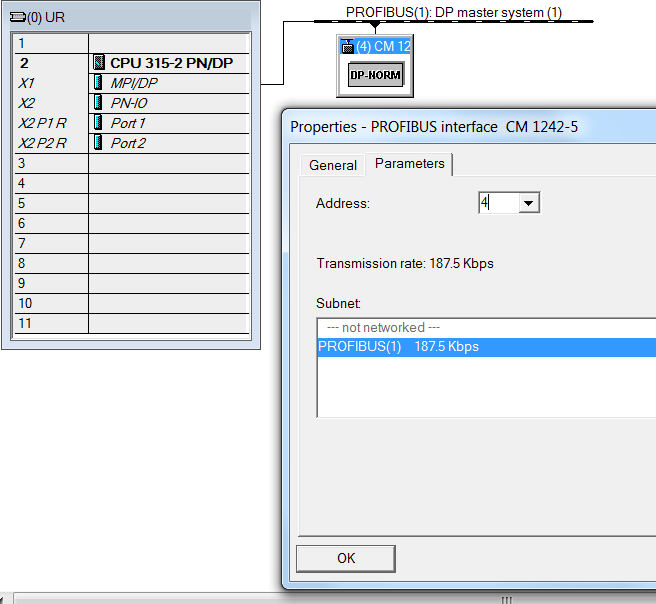 (0) UR
1
2 CPU 315-2 PN/DP
X1 MPI/DP
X2 PN-IO
X2 P1 R Port 1
X2 P2 R Port 2
3
4
5
6
7
8
9
10
11
PROFIBUS(1): DP master system (1)
(4) CM 12
DP-NORM
Properties - PROFIBUS interface CM 1242-5
General Parameters
Address: 4
Transmission rate: 187.5 Kbps
Subnet:
--- not networked ---
PROFIBUS(1) 187.5 Kbps
OK